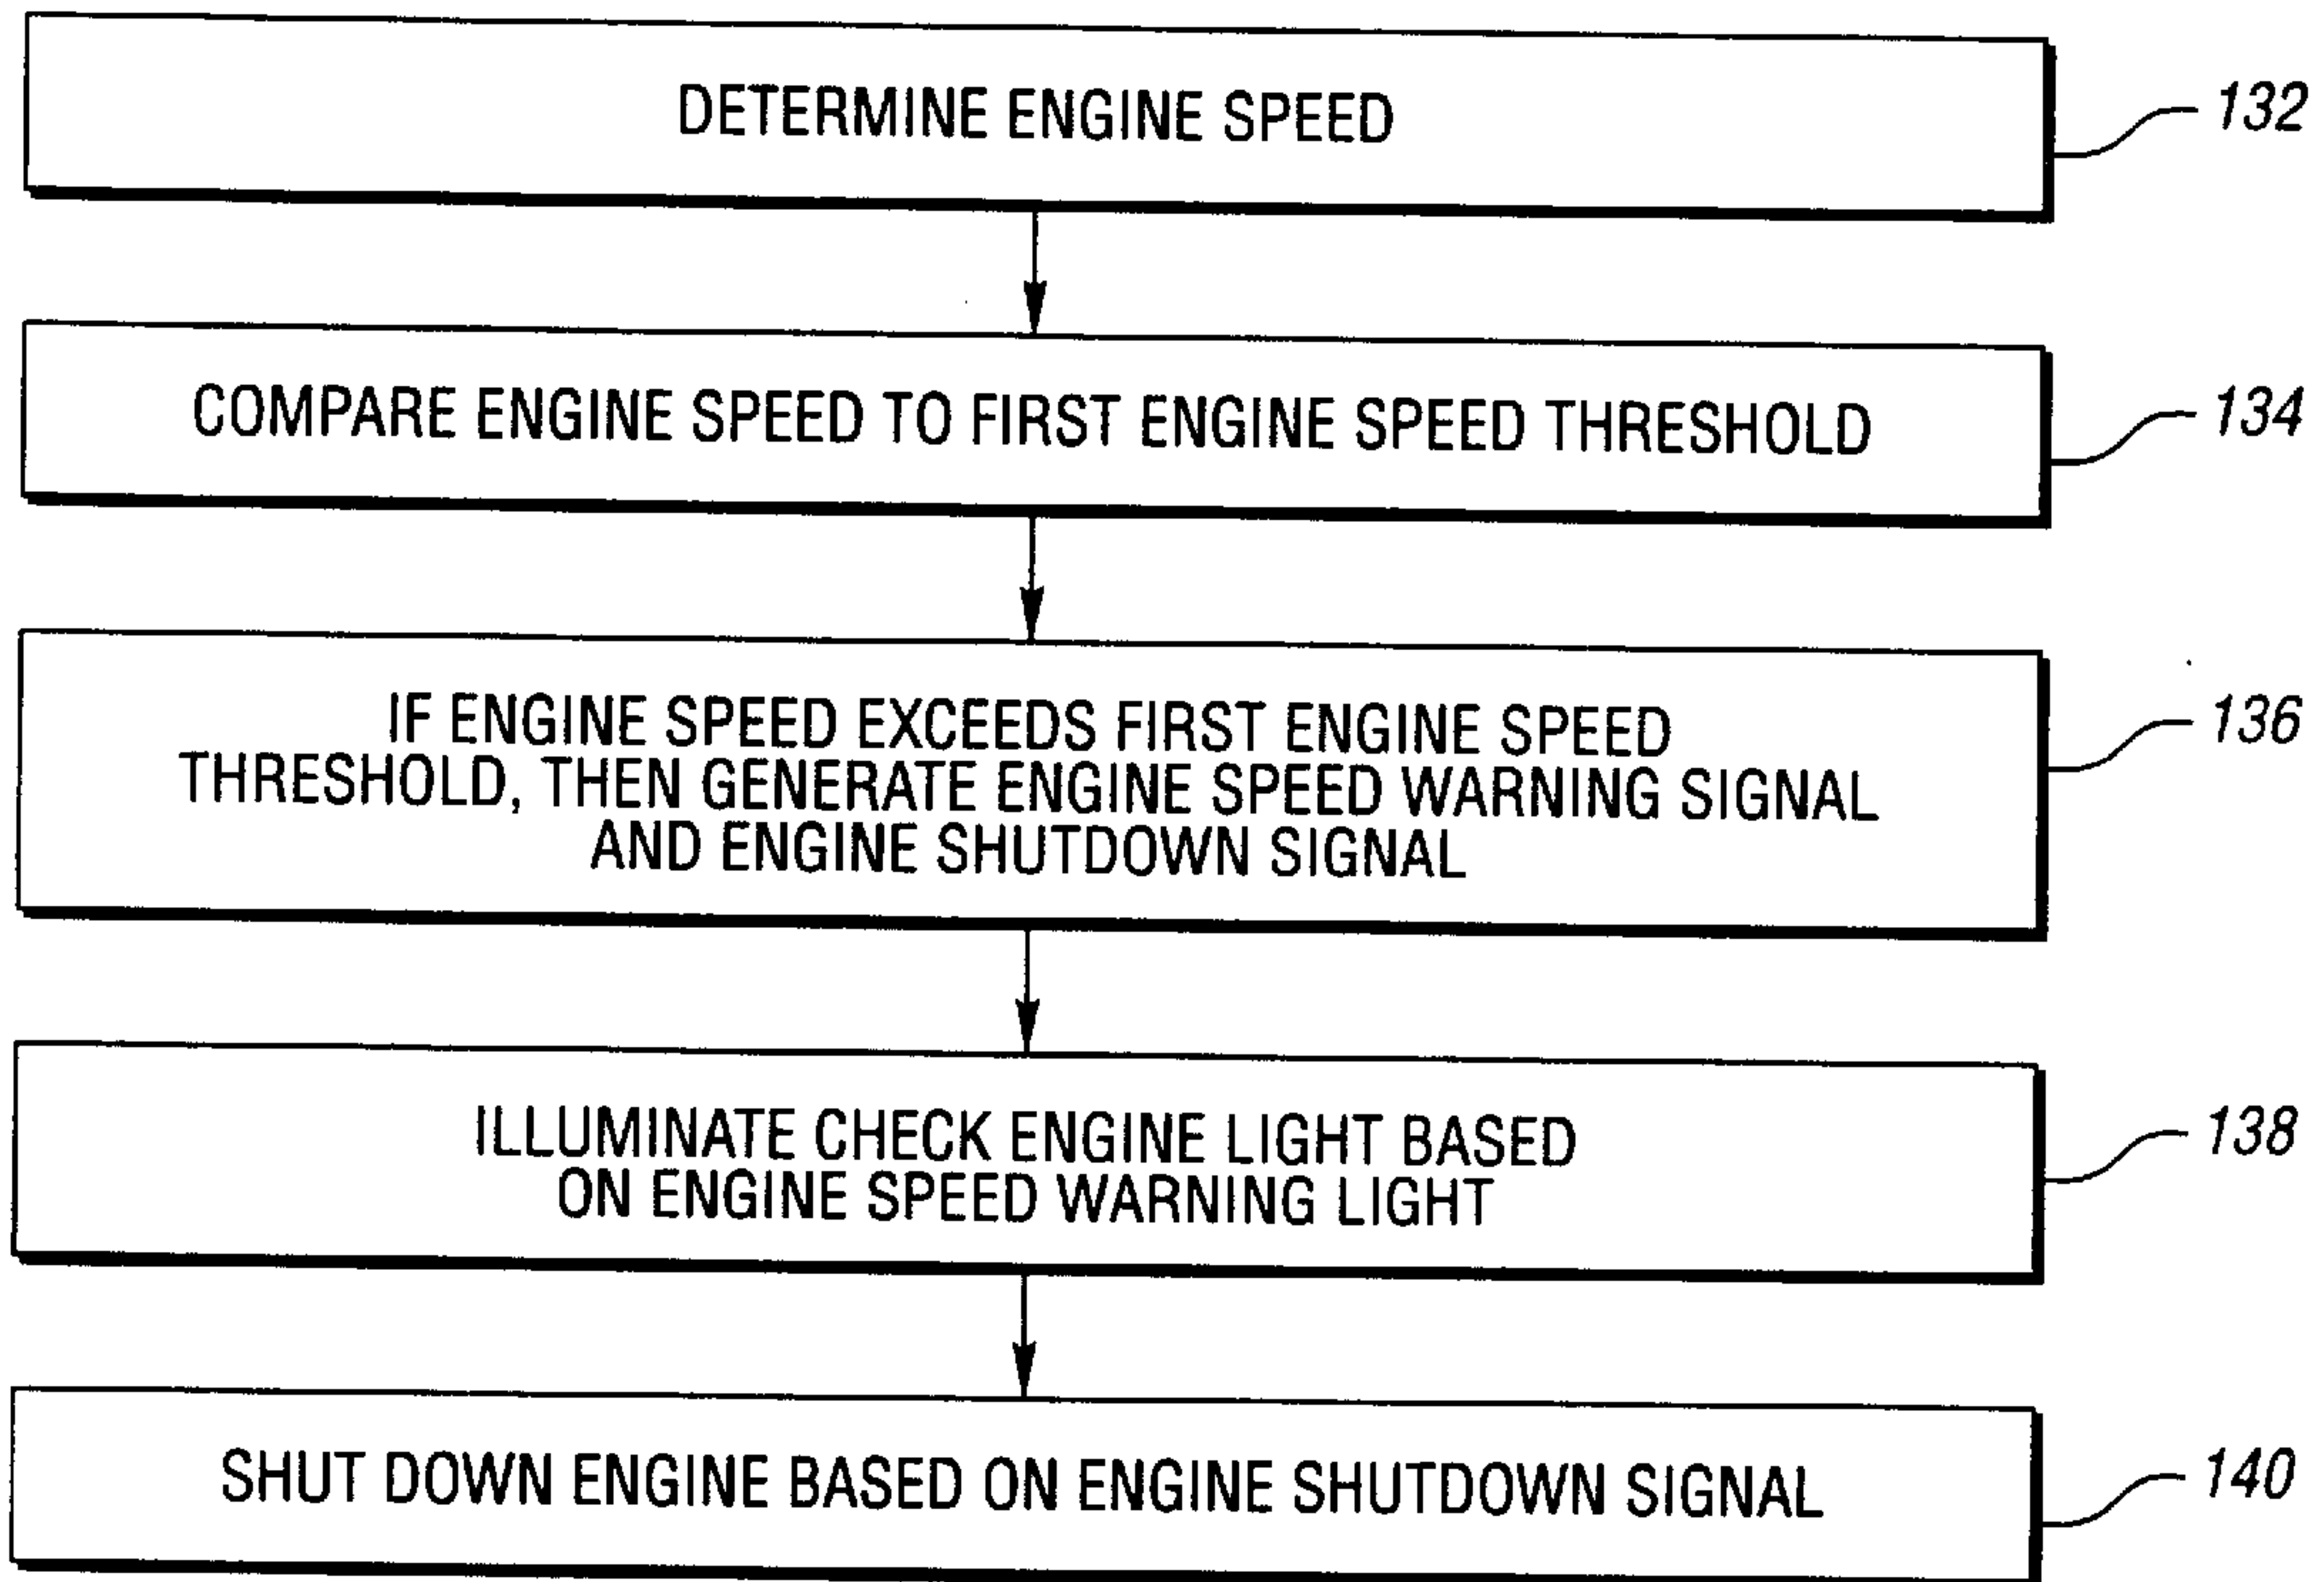 DETERMINE ENGINE SPEED
132
COMPARE ENGINE SPEED TO FIRST ENGINE SPEED THRESHOLD
134
IF ENGINE SPEED EXCEEDS FIRST ENGINE SPEED
THRESHOLD, THEN GENERATE ENGINE SPEED WARNING SIGNAL
AND ENGINE SHUTDOWN SIGNAL
136
ILLUMINATE CHECK ENGINE LIGHT BASED
ON ENGINE SPEED WARNING LIGHT
138
SHUT DOWN ENGINE BASED ON ENGINE SHUTDOWN SIGNAL
140